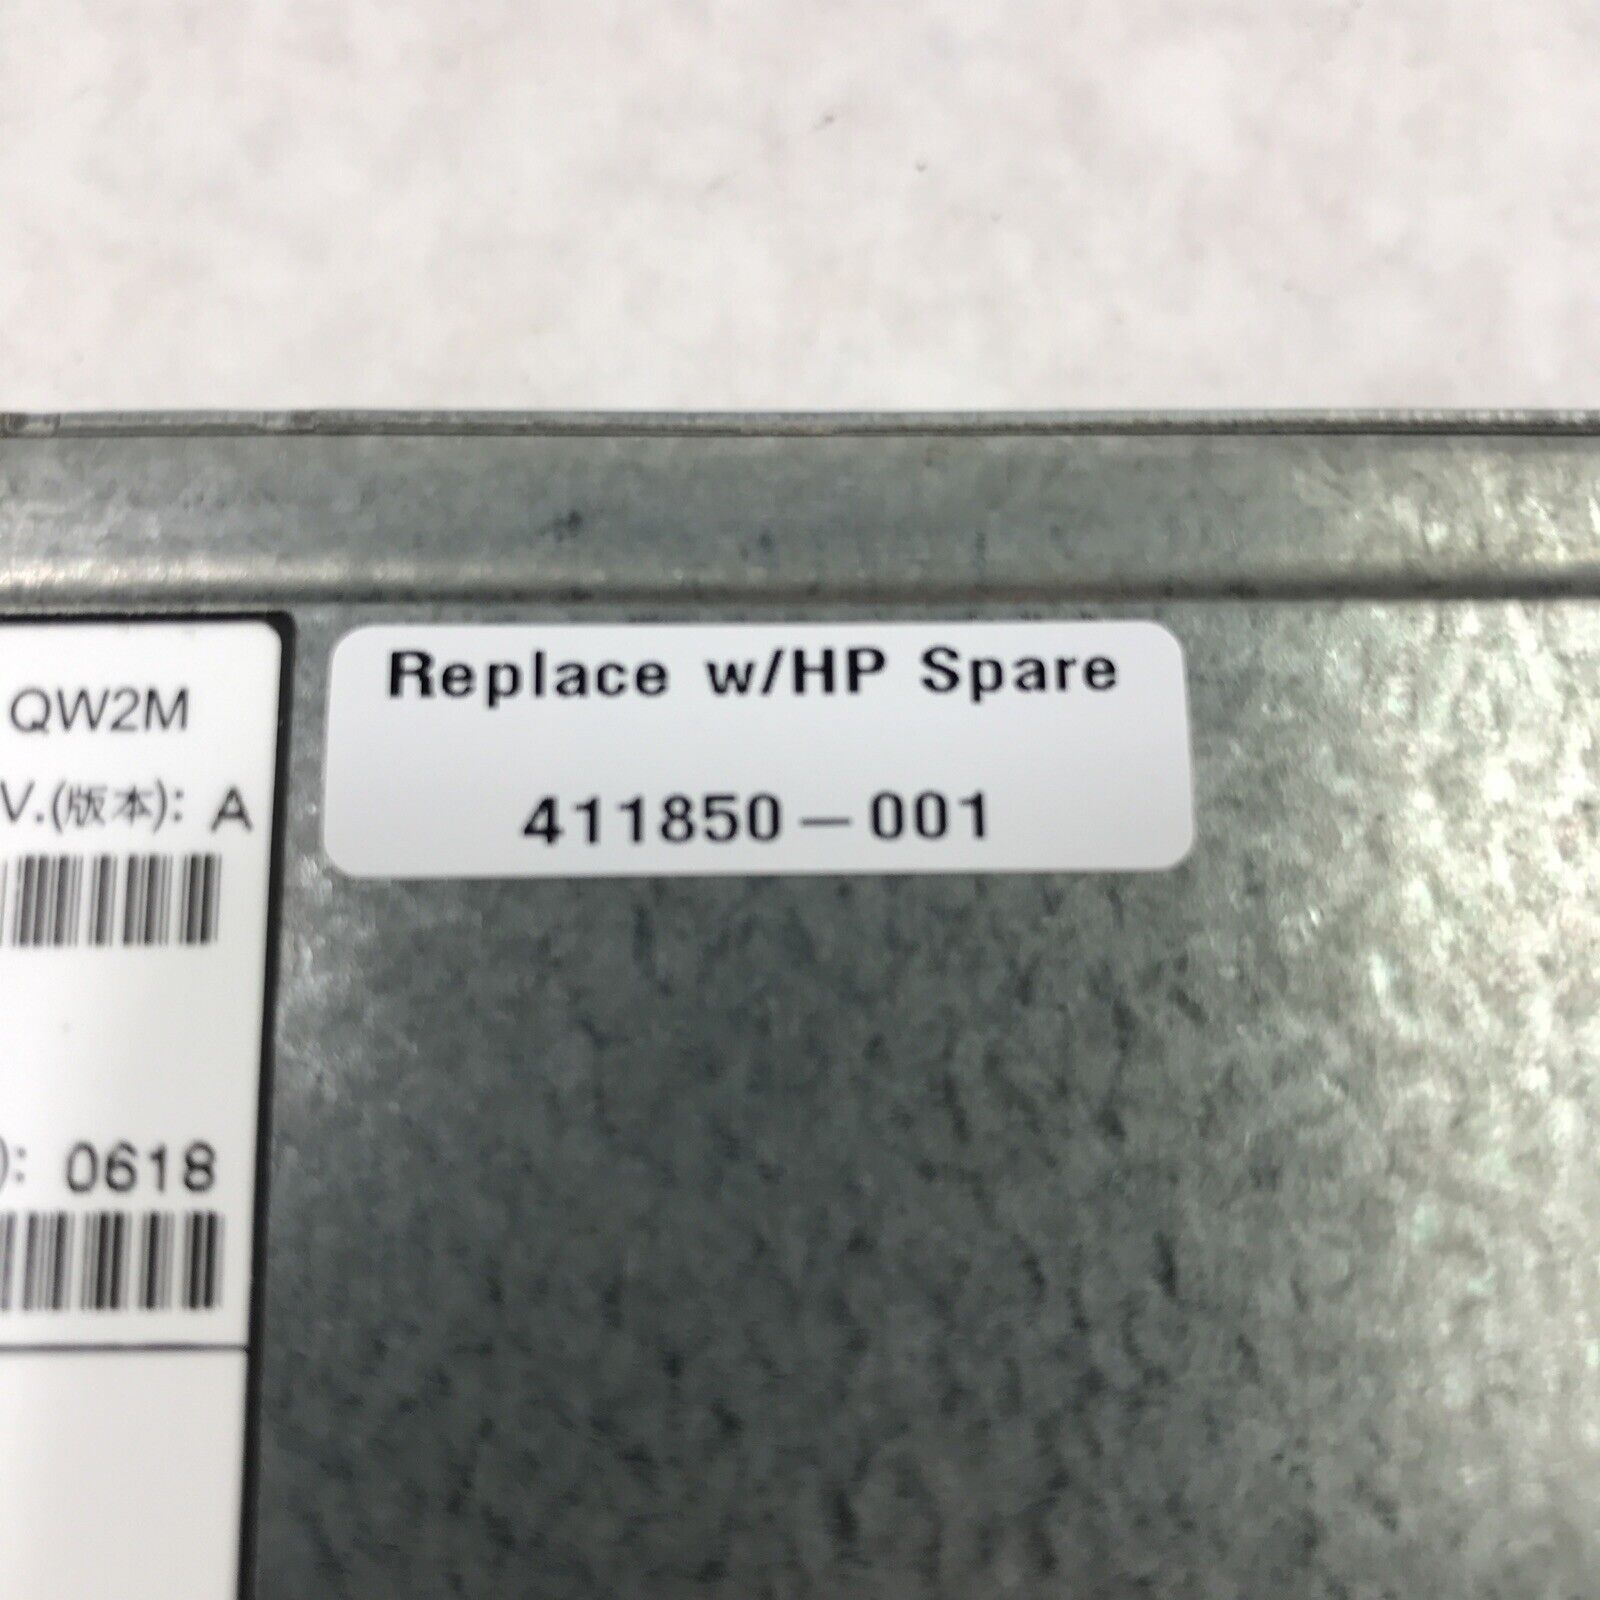 Replace w/HP Spare
411850-001
QW2M
V.(版本): A
): 0618